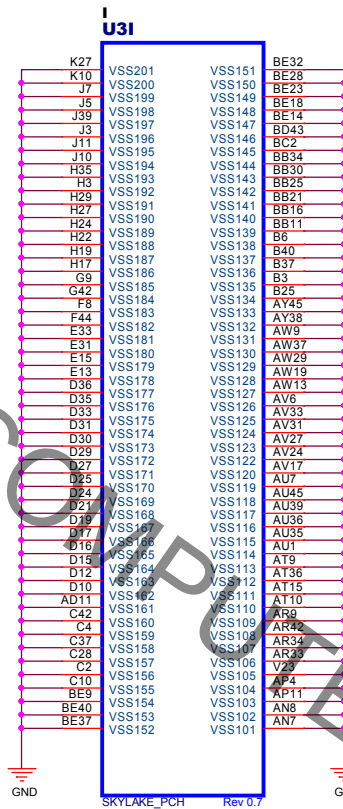 I
U3I
K27 VSS201 VSS151 BE32
K10 VSS200 VSS150 BE28
J7 VSS199 VSS149 BE23
J5 VSS198 VSS148 BE18
J39 VSS197 VSS147 BE14
J3 VSS196 VSS146 BD43
J11 VSS195 VSS145 BC2
J10 VSS194 VSS144 BB34
H35 VSS193 VSS143 BB30
H3 VSS192 VSS142 BB25
H29 VSS191 VSS141 BB21
H27 VSS190 VSS140 BB16
H24 VSS189 VSS139 BB11
H22 VSS188 VSS138 B6
H19 VSS187 VSS137 B40
H17 VSS186 VSS136 B37
G9 VSS185 VSS135 B3
G42 VSS184 VSS134 B25
F8 VSS183 VSS133 AY45
F44 VSS182 VSS132 AY38
E33 VSS181 VSS131 AW9
E31 VSS180 VSS130 AW37
E15 VSS179 VSS129 AW29
E13 VSS178 VSS128 AW19
D36 VSS177 VSS127 AW13
D35 VSS176 VSS126 AV6
D33 VSS175 VSS125 AV33
D31 VSS174 VSS124 AV31
D30 VSS173 VSS123 AV27
D29 VSS172 VSS122 AV24
D27 VSS171 VSS120 AV17
D25 VSS170 VSS119 AU7
D24 VSS169 VSS118 AU45
D21 VSS168 VSS117 AU39
D19 VSS167 VSS116 AU36
D17 VSS166 VSS115 AU35
D16 VSS165 VSS114 AU1
D15 VSS164 VSS113 AT9
D12 VSS163 VSS112 AT36
D10 VSS162 VSS111 AT15
AD11 VSS161 VSS110 AT10
C42 VSS160 VSS109 AR9
C4 VSS159 VSS108 AR42
C37 VSS158 VSS107 AR34
C28 VSS157 VSS106 AR33
C2 VSS156 VSS105 V23
C10 VSS155 VSS104 AP4
BE9 VSS154 VSS103 AP11
BE40 VSS153 VSS102 AN8
BE37 VSS152 VSS101 AN7
GND
SKYLAKE_PCH Rev 0.7
COMPUTE